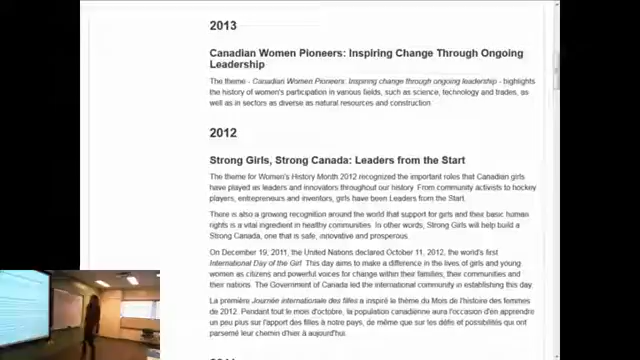 2013
Canadian Women Pioneers: Inspiring Change Through Ongoing
Leadership
The theme - Canadian Women Pioneers: Inspiring change through ongoing leadership - highlights
the history of women's participation in various fields, such as science, technology and trades, as
well as in sectors as diverse as natural resources and construction.
2012
Strong Girls, Strong Canada: Leaders from the Start
The theme for Women's History Month 2012 recognized the important roles that Canadian girls
have played as leaders and innovators throughout our history. From community activists to hockey
players, entrepreneurs and inventors, girls have been Leaders from the Start.
There is also a growing recognition around the world that support for girls and their basic human
rights is a vital ingredient in healthy communities. In other words, Strong Girls will help build a
Strong Canada, one that is safe, innovative and prosperous.
On December 19, 2011, the United Nations declared October 11, 2012, the world's first
International Day of the Girl. This day aims to make a difference in the lives of girls and young
women as citizens and powerful voices for change within their families, their communities and
their nations. The Government of Canada led the international community in establishing this day.
La première Journée internationale des filles a inspiré le thème du Mois de l'histoire des femmes
de 2012. Pendant tout le mois d'octobre, la population canadienne aura l'occasion d'en apprendre
un peu plus sur l'apport des filles à notre pays, de même que sur les défis et possibilités qui ont
parsemé leur chemin d'hier à aujourd'hui.